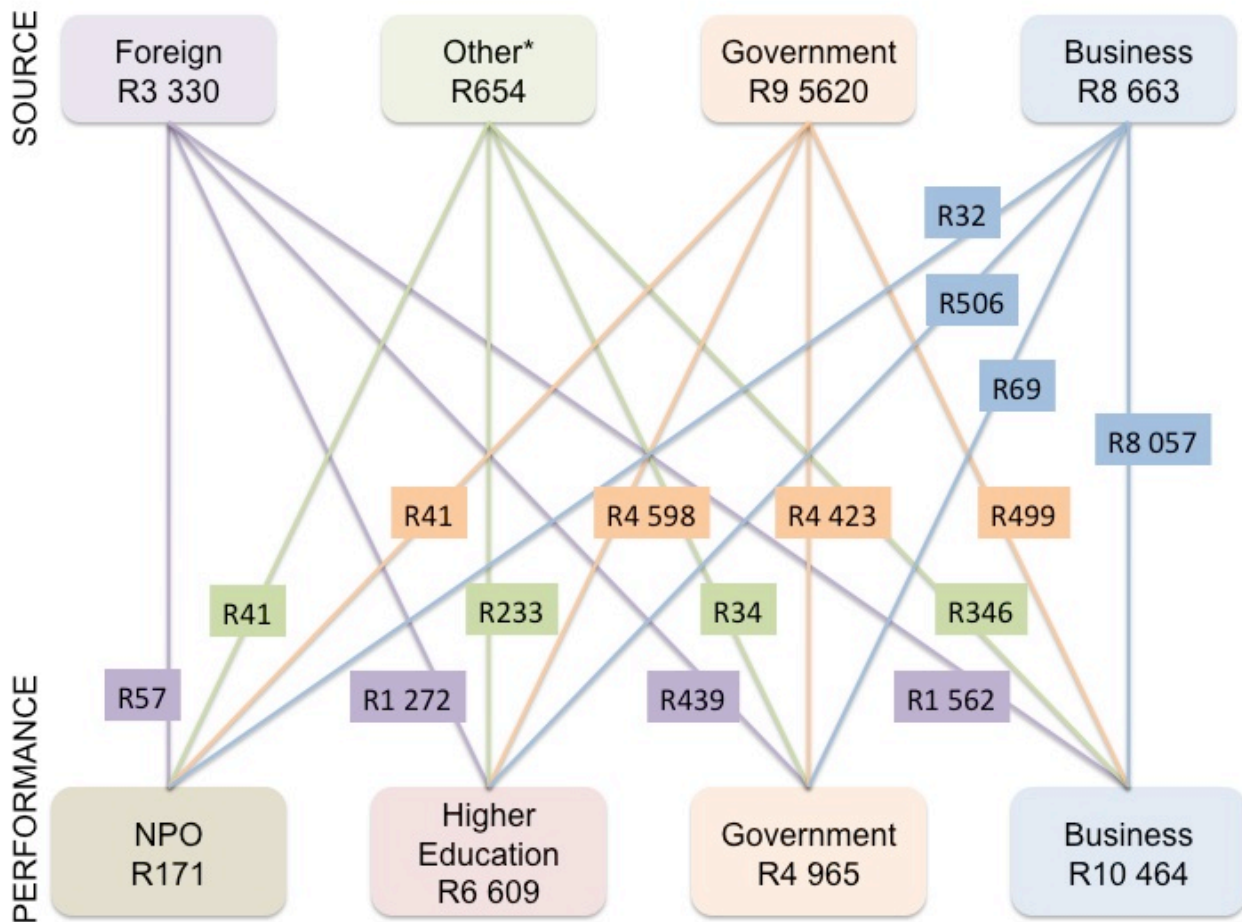 SOURCE
Foreign
R3 330
Other*
R654
Government
R9 5620
Business
R8 663
R32
R506
R69
R8 057
R41
R4 598
R4 423
R499
R41
R233
R34
R346
R57
R1 272
R439
R1 562
PERFORMANCE
NPO
R171
Higher
Education
R6 609
Government
R4 965
Business
R10 464